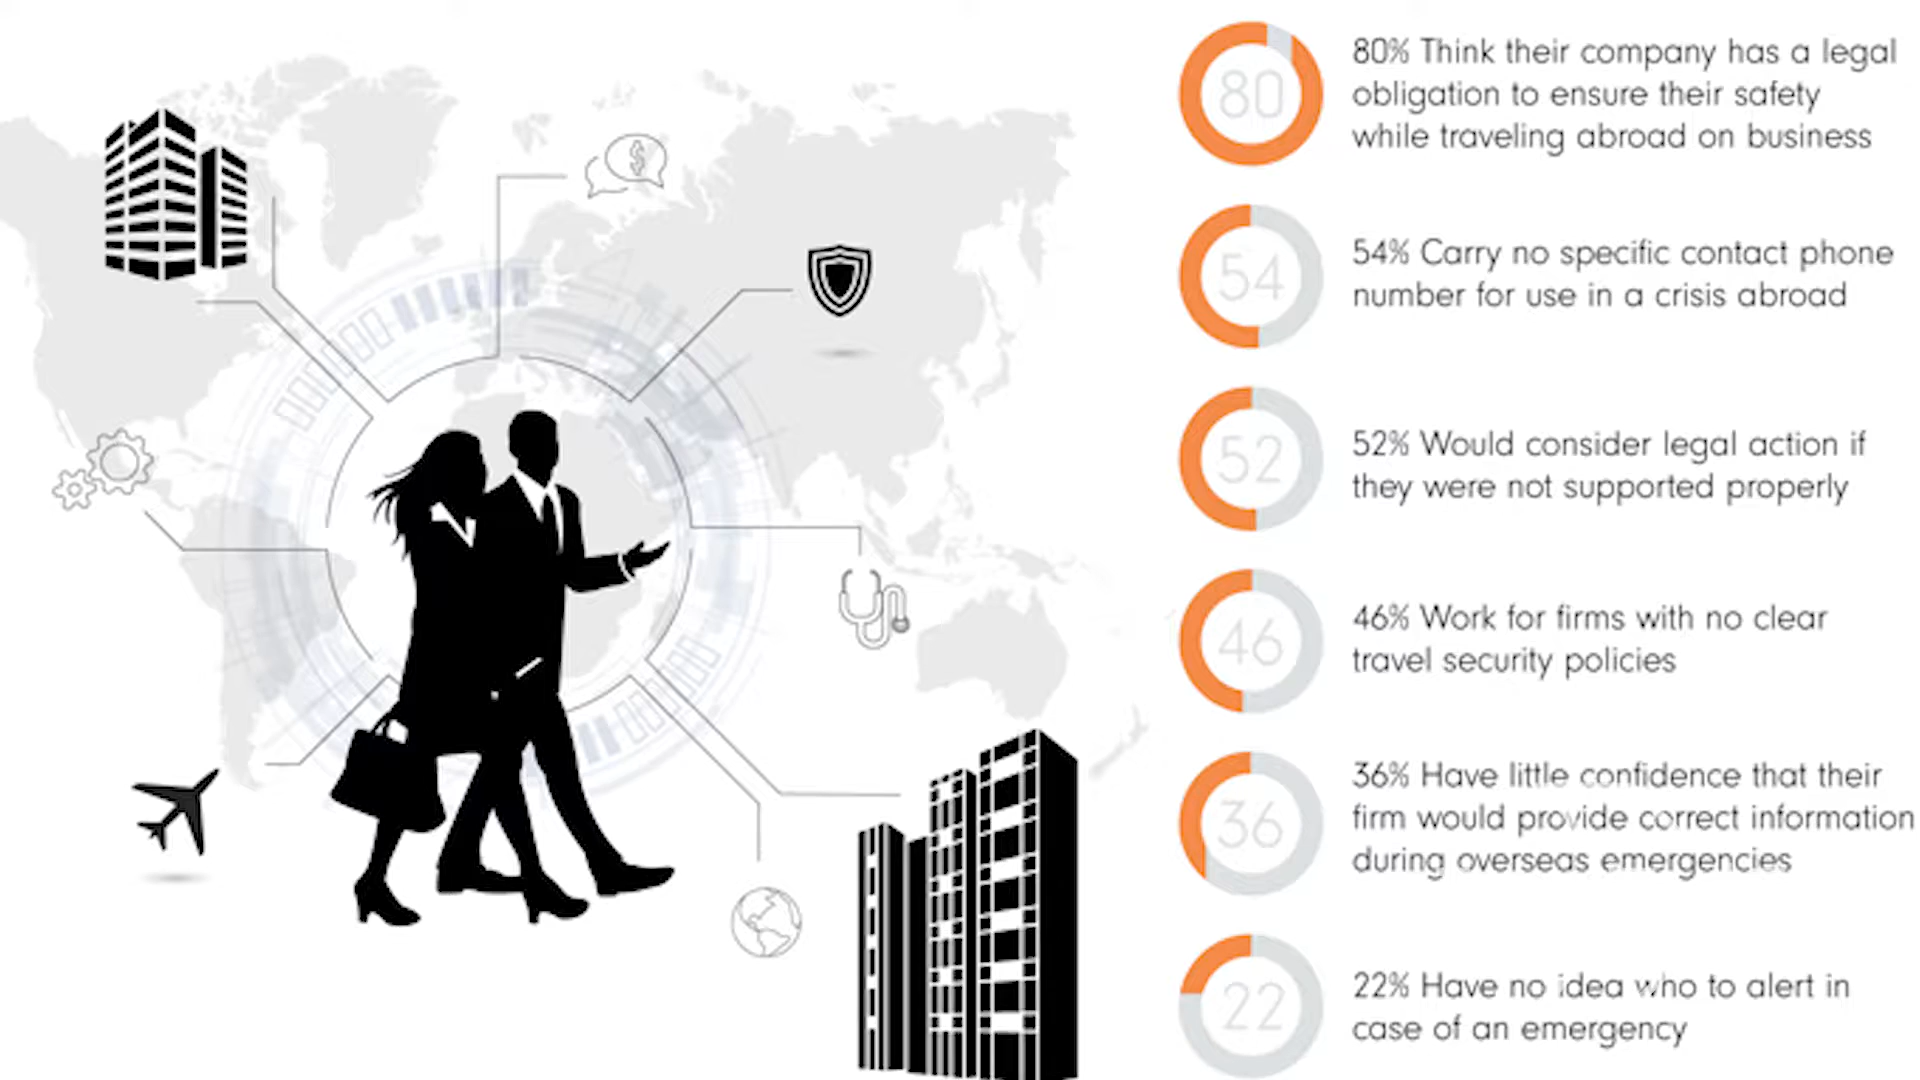 80
80% Think their company has a legal
obligation to ensure their safety
while traveling abroad on business
54
54% Carry no specific contact phone
number for use in a crisis abroad
52
52% Would consider legal action if
they were not supported properly
46
46% Work for firms with no clear
travel security policies
36
36% Have little confidence that their
firm would provide correct information
during overseas emergencies
22
22% Have no idea who to alert in
case of an emergency
$